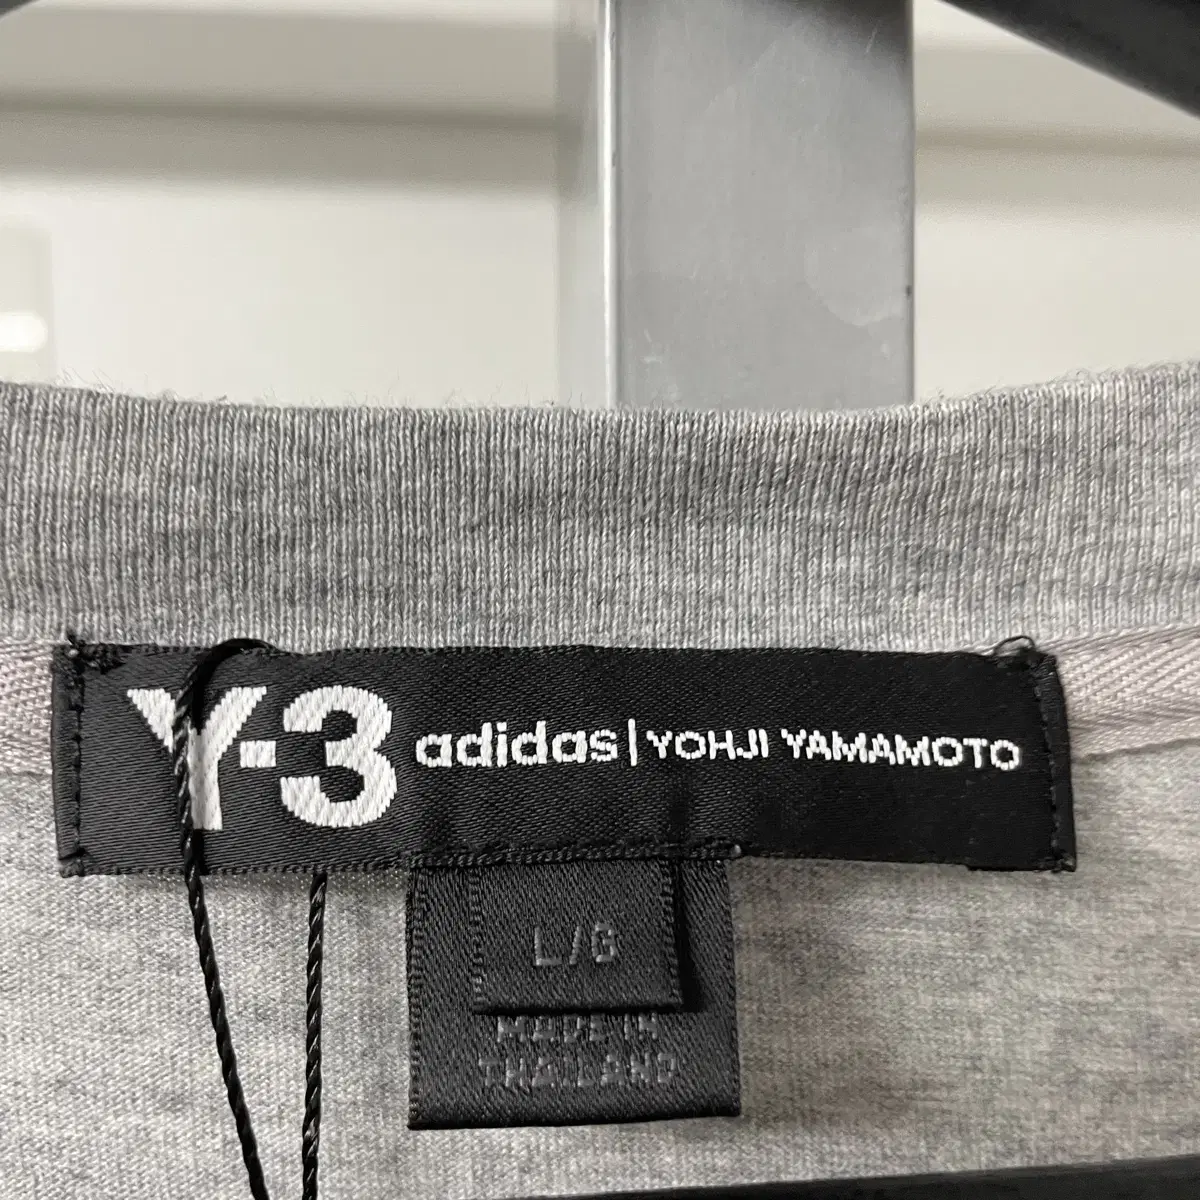 Y-3 adidas | YOHJI YAMAMOTO
L/G
MADE IN
THAILAND